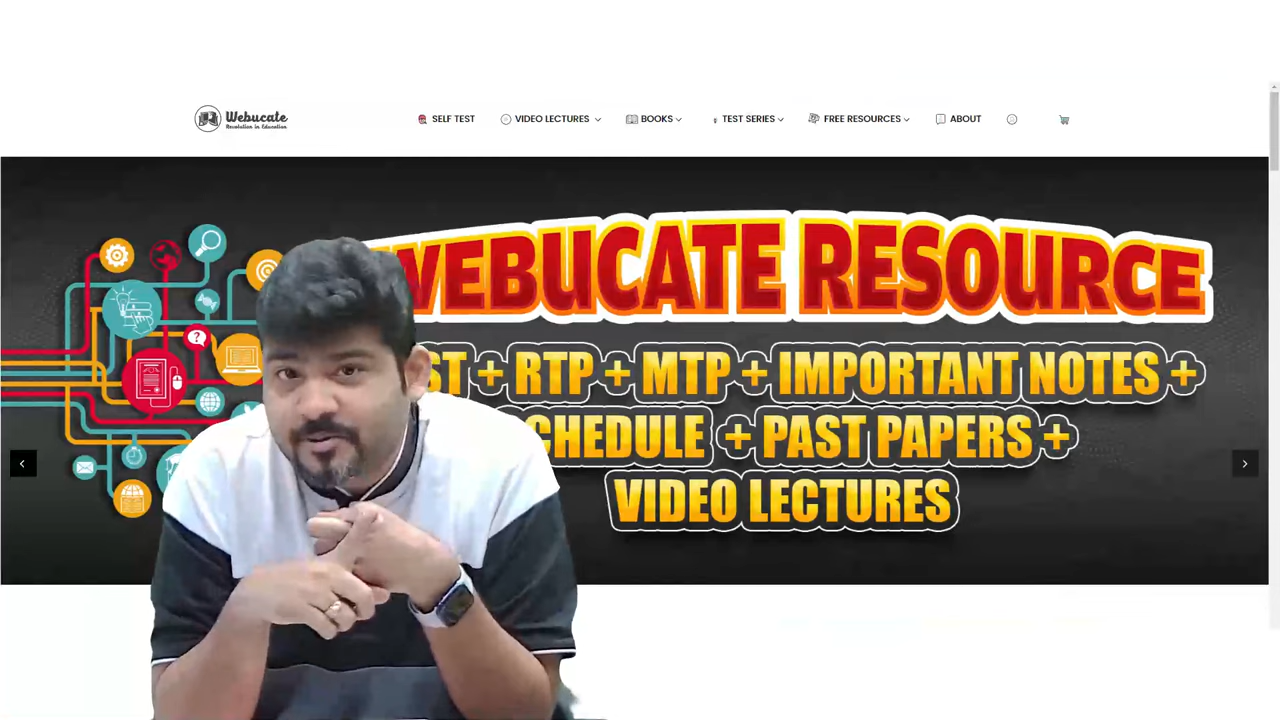 Webucate
Revolution in Education
SELF TEST
VIDEO LECTURES
BOOKS
TEST SERIES
FREE RESOURCES
ABOUT
WEBUCATE RESOURCE
ST + RTP + MTP + IMPORTANT NOTES +
CHEDULE + PAST PAPERS +
VIDEO LECTURES
?